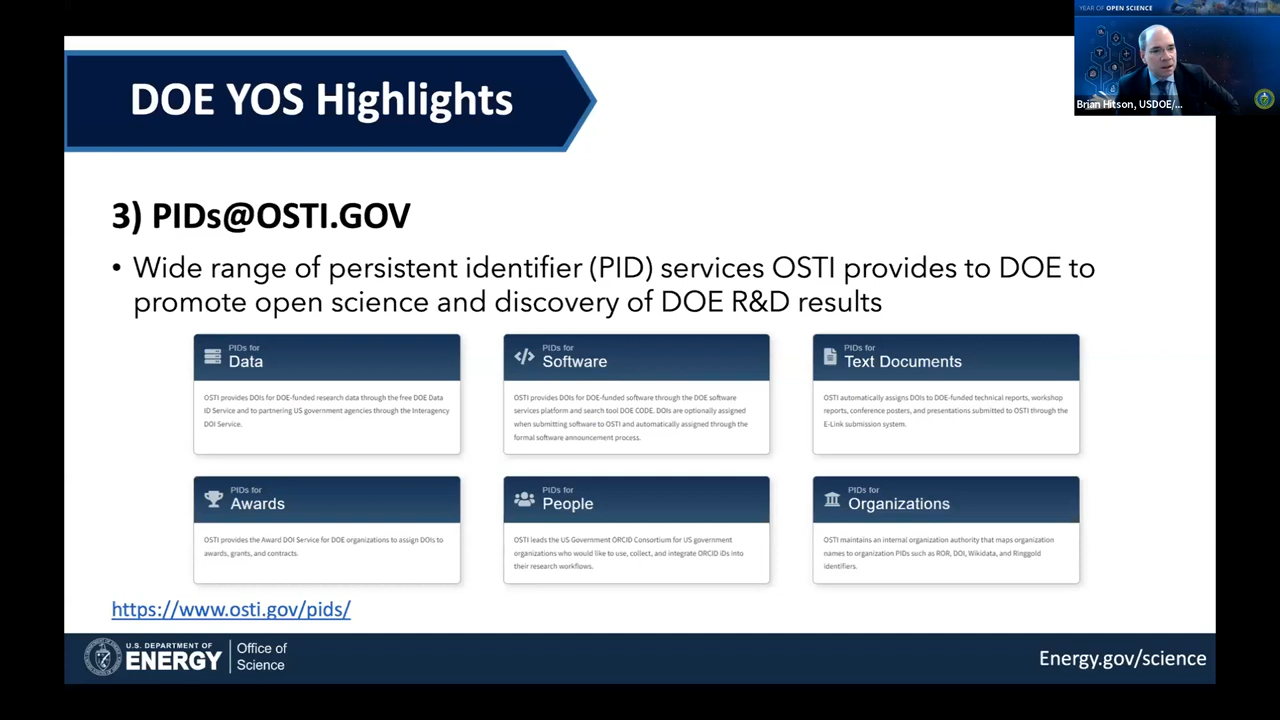 YEAR OF OPEN SCIENCE
Brian Hitson, USDOE/...
DOE YOS Highlights
3) PIDs@OSTI.GOV
• Wide range of persistent identifier (PID) services OSTI provides to DOE to
promote open science and discovery of DOE R&D results
PIDs for
Data
OSTI provides DOIs for DOE-funded research data through the free DOE Data
ID Service and to partnering US government agencies through the Interagency
DOI Service.
PIDs for
Software
OSTI provides DOIs for DOE-funded software through the DOE software
services platform and search tool DOE CODE. DOIs are optionally assigned
when submitting software to OSTI and automatically assigned through the
formal software announcement process.
PIDs for
Text Documents
OSTI automatically assigns DOIs to DOE-funded technical reports, workshop
reports, conference posters, and presentations submitted to OSTI through the
E-Link submission system.
PIDs for
Awards
OSTI provides the Award DOI Service for DOE organizations to assign DOIs to
awards, grants, and contracts.
PIDs for
People
OSTI leads the US Government ORCID Consortium for US government
organizations who would like to use, collect, and integrate ORCID iDs into
their research workflows.
PIDs for
Organizations
OSTI maintains an internal organization authority that maps organization
names to organization PIDs such as ROR, DOI, Wikidata, and Ringgold
identifiers.
https://www.osti.gov/pids/
U.S. DEPARTMENT OF
ENERGY
Office of
Science
Energy.gov/science